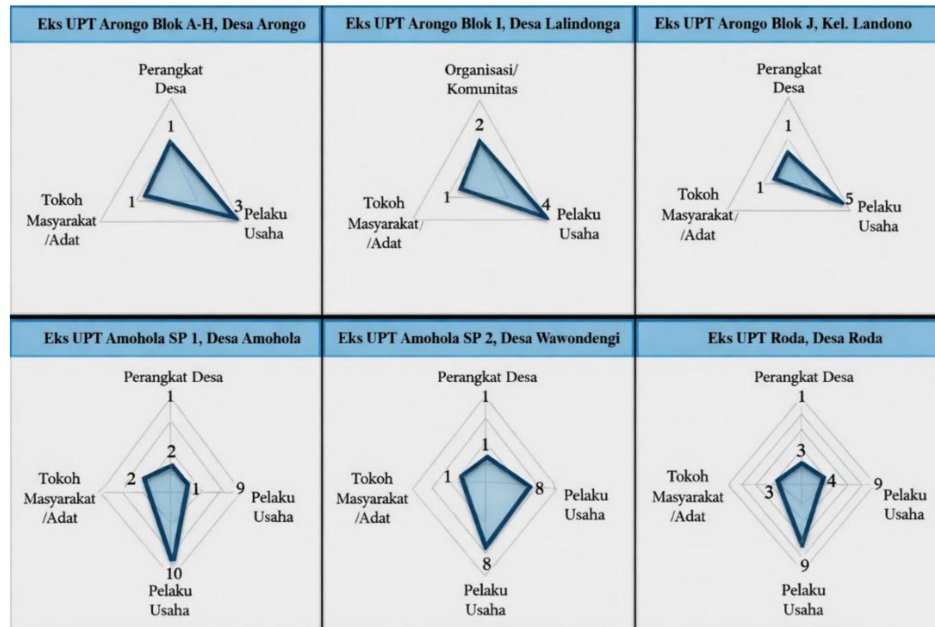 Eks UPT Arongo Blok A-H, Desa Arongo
Perangkat
Desa
1
1
3
Tokoh
Masyarakat
/Adat
Pelaku
Usaha
Eks UPT Arongo Blok I, Desa Lalindonga
Organisasi/
Komunitas
2
1
4
Tokoh
Masyarakat
/Adat
Pelaku
Usaha
Eks UPT Arongo Blok J, Kel. Landono
Perangkat
Desa
1
1
5
Tokoh
Masyarakat
/Adat
Pelaku
Usaha
Eks UPT Amohola SP 1, Desa Amohola
Perangkat Desa
1
2
2
1
9
Tokoh
Masyarakat
/Adat
Pelaku
Usaha
10
Pelaku
Usaha
Eks UPT Amohola SP 2, Desa Wawondengi
Perangkat Desa
1
1
1
8
Tokoh
Masyarakat
/Adat
Pelaku
Usaha
8
Pelaku
Usaha
Eks UPT Roda, Desa Roda
Perangkat Desa
1
3
3
4
9
Tokoh
Masyarakat
/Adat
Pelaku
Usaha
9
Pelaku
Usaha